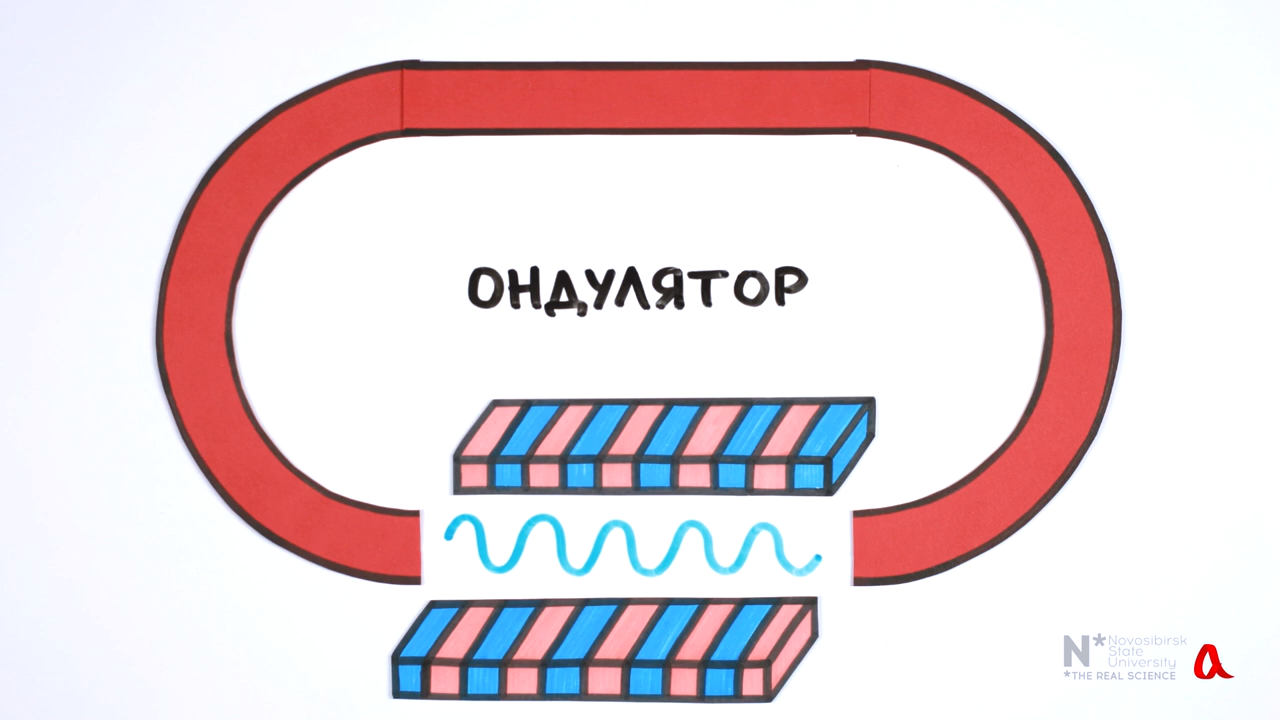 ОНДУЛЯТОР
N*
Novosibirsk
State
University
*THE REAL SCIENCE
a